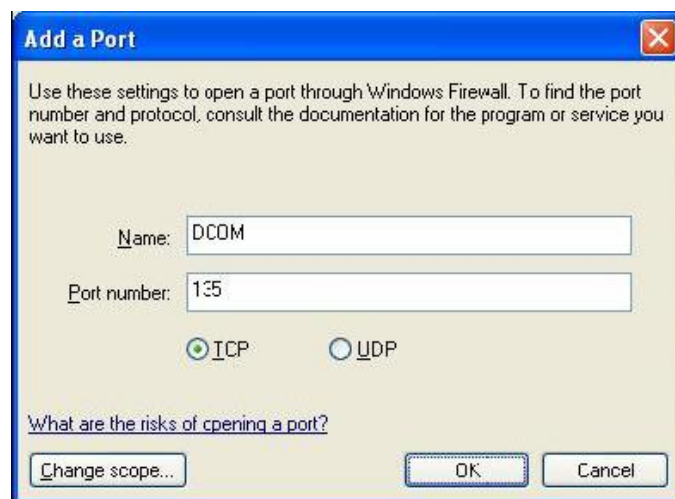 Add a Port
Use these settings to open a port through Windows Firewall. To find the port
number and protocol, consult the documentation for the program or service you
want to use.
Name: DCOM
Port number: 135
TCP UDP
What are the risks of opening a port?
Change scope... OK Cancel